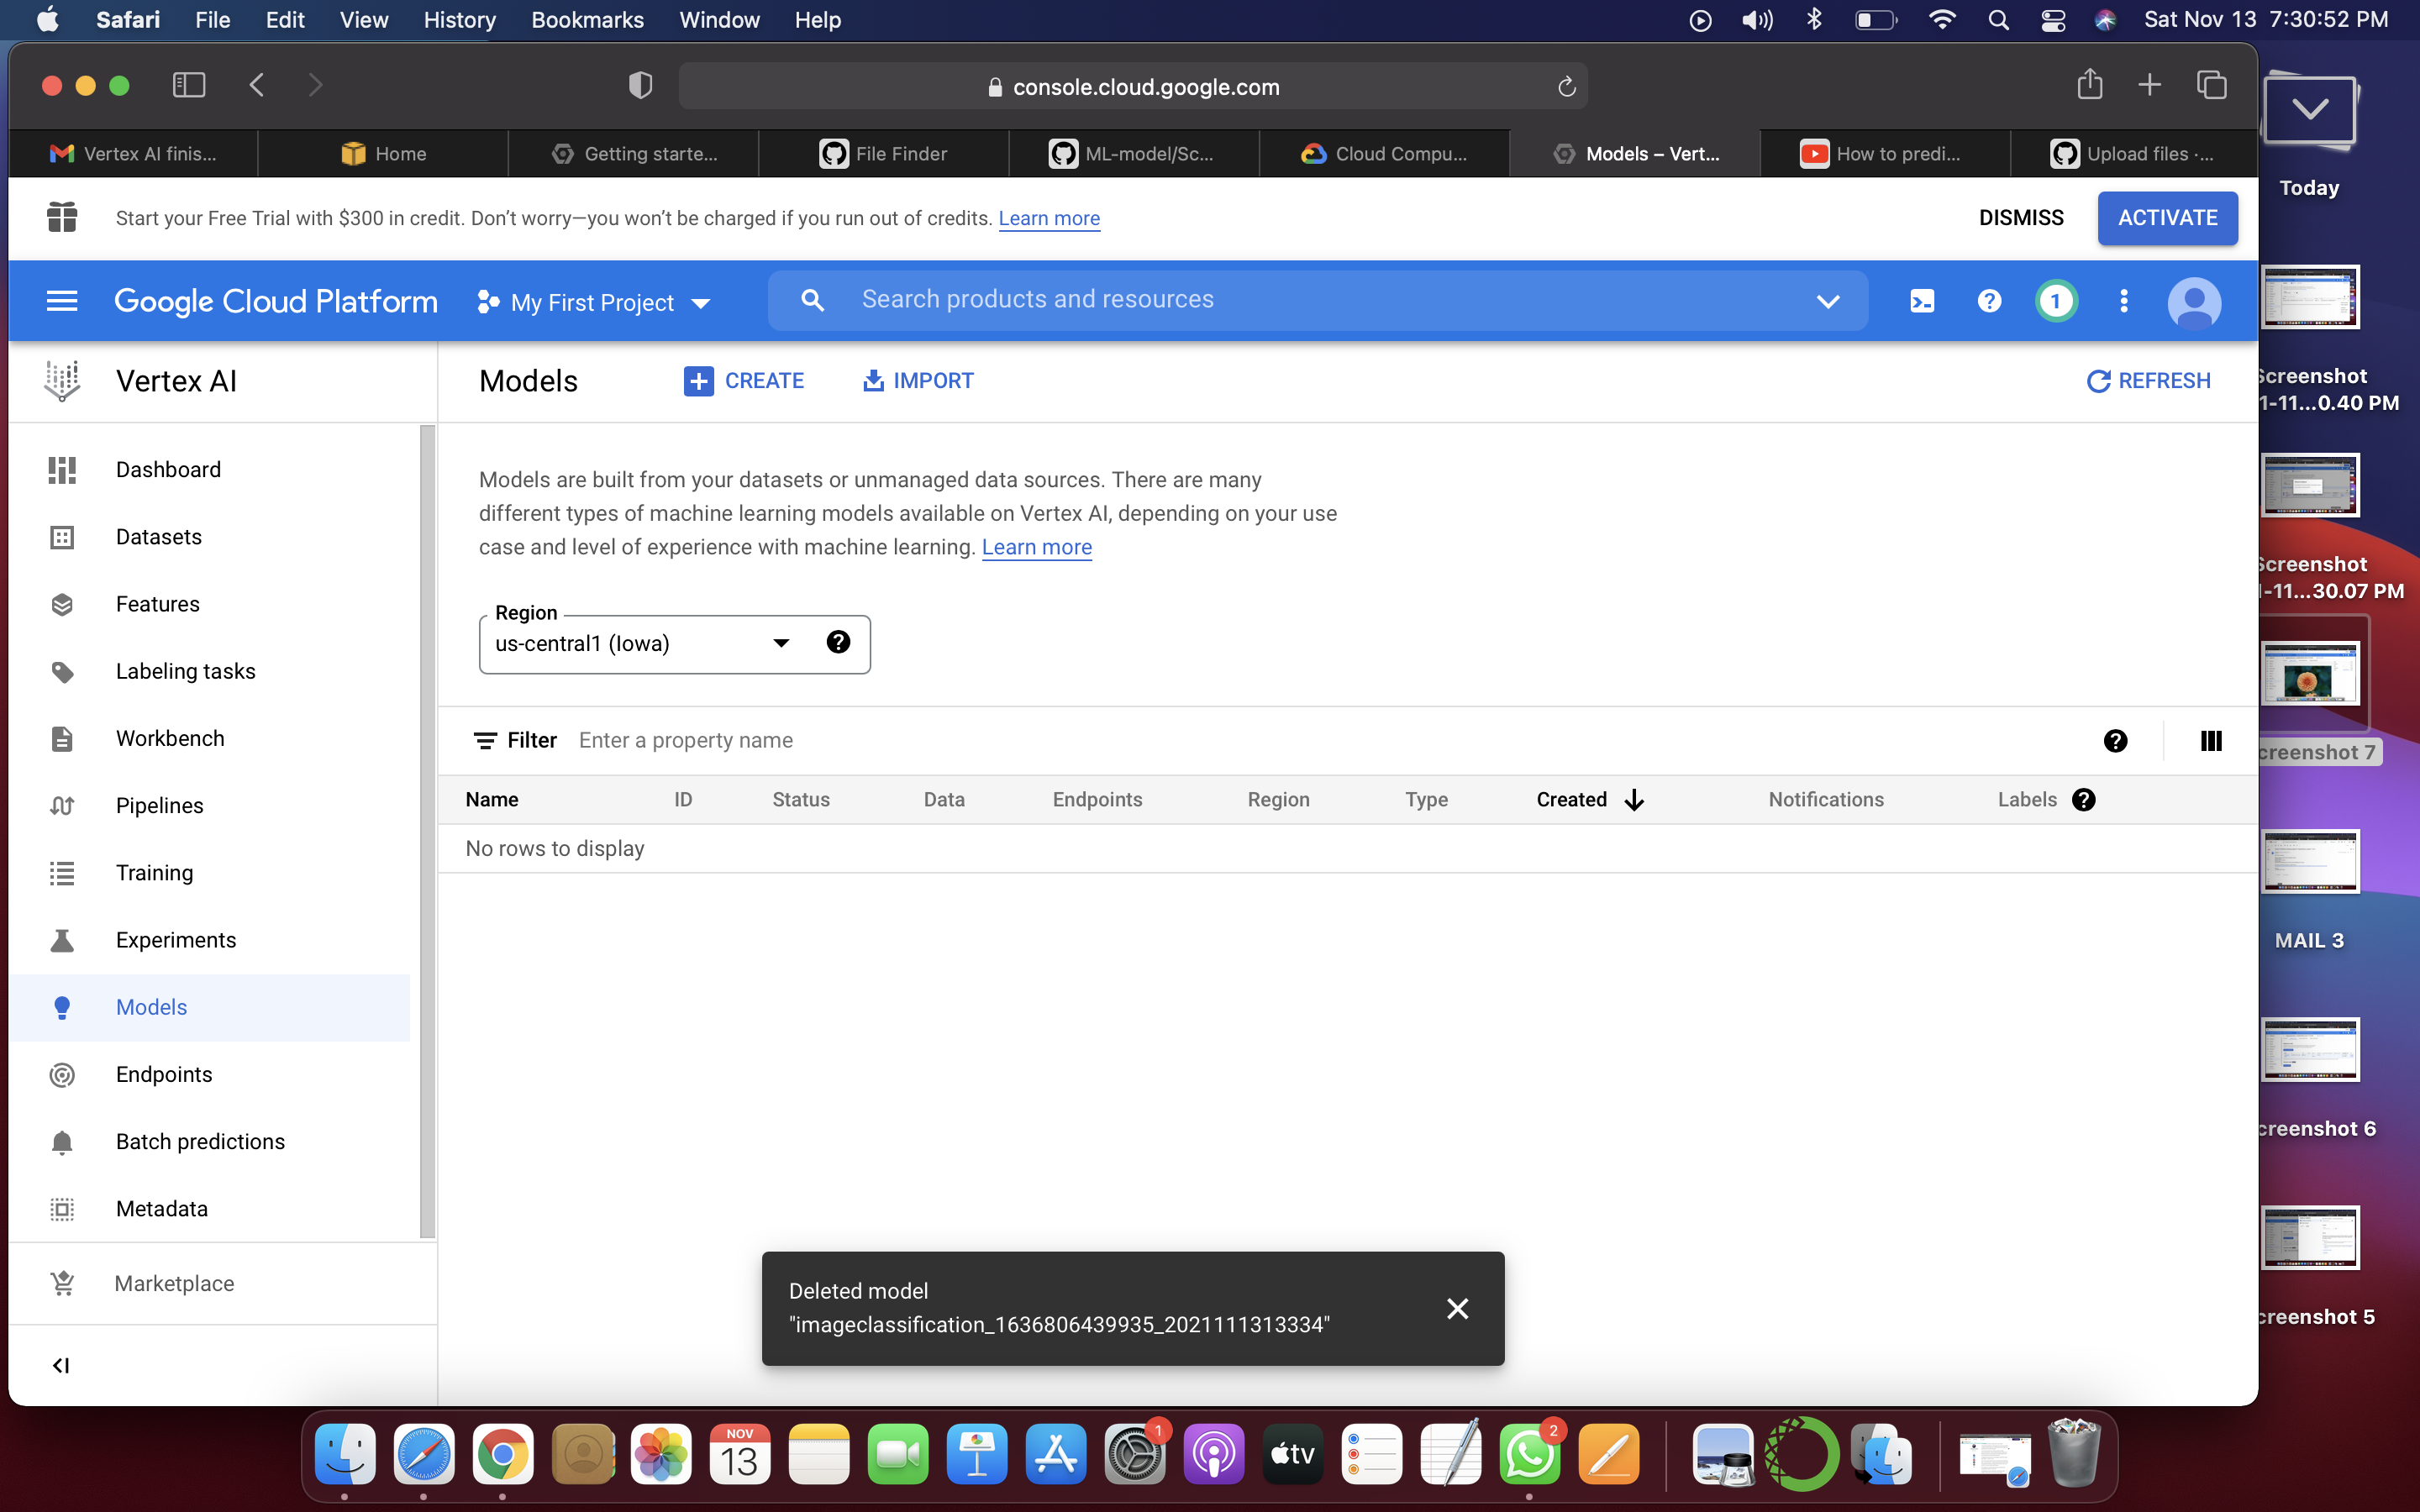 Safari File Edit View History Bookmarks Window Help Sat Nov 13 7:30:52 PM
console.cloud.google.com
Vertex AI finis... Home Getting starte... File Finder ML-model/Sc... Cloud Compu... Models – Vert... How to predi... Upload files ·...
Start your Free Trial with $300 in credit. Don't worry—you won't be charged if you run out of credits. Learn more DISMISS ACTIVATE
Google Cloud Platform My First Project Search products and resources 1
Vertex AI
Models CREATE IMPORT REFRESH
Dashboard
Datasets
Features
Labeling tasks
Workbench
Pipelines
Training
Experiments
Models
Endpoints
Batch predictions
Metadata
Marketplace
Models are built from your datasets or unmanaged data sources. There are many
different types of machine learning models available on Vertex AI, depending on your use
case and level of experience with machine learning. Learn more
Region
us-central1 (Iowa)
Filter Enter a property name
Name ID Status Data Endpoints Region Type Created Notifications Labels
No rows to display
Deleted model
"imageclassification_1636806439935_2021111313334"
Today
Screenshot
1-11...0.40 PM
Screenshot
-11...30.07 PM
creenshot 7
MAIL 3
creenshot 6
creenshot 5
NOV
13
1
tv
2